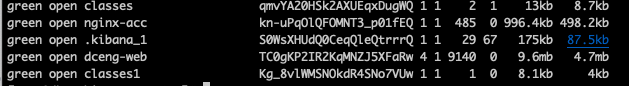 green open classes qmvYA20HSk2AXUEqxDugWQ 1 1 2 1 13kb 8.7kb
green open nginx-acc kn-uPqOlQFOMNT3_p01fEQ 1 1 485 0 996.4kb 498.2kb
green open .kibana_1 S0WsXHUdQ0CeqQleQtrrrQ 1 1 29 67 175kb 87.5kb
green open dceng-web TC0gKP2IRZKqMNZJ5XFaRw 4 1 9140 0 9.6mb 4.7mb
green open classes1 Kg_8vlWMSNOkdR4SNo7VUw 1 1 1 0 8.1kb 4kb